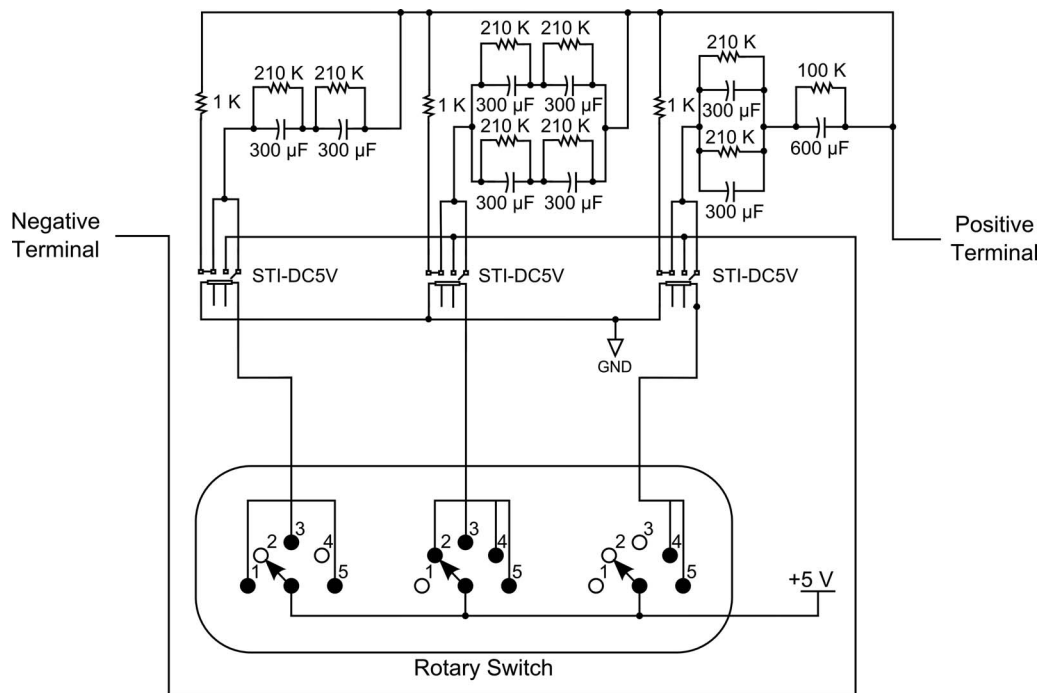 210 K 210 K
1 K
300 µF 300 µF
210 K 210 K
300 µF 300 µF
1 K
210 K 210 K
300 µF 300 µF
210 K
300 µF
1 K
210 K
300 µF
100 K
600 µF
Negative
Terminal
Positive
Terminal
STI-DC5V
STI-DC5V
STI-DC5V
GND
1 2 3 4 5
1 2 3 4 5
1 2 3 4 5
+5 V
Rotary Switch